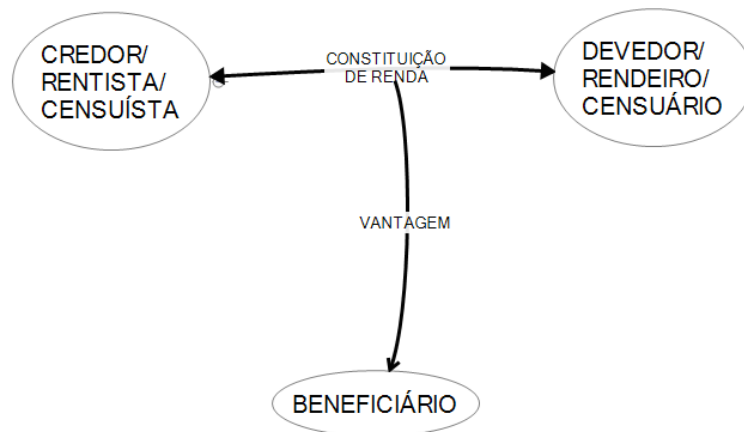 CREDOR/
RENTISTA/
CENSUÍSTA
CONSTITUIÇÃO
DE RENDA
DEVEDOR/
RENDEIRO/
CENSUÁRIO
VANTAGEM
BENEFICIÁRIO